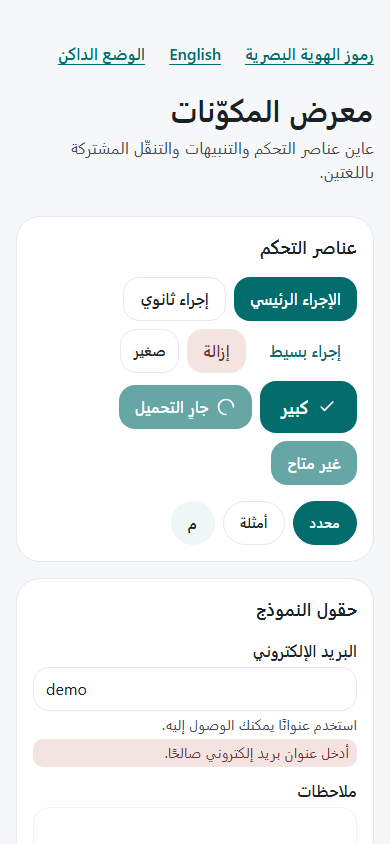 رموز الهوية البصرية English الوضع الداكن
معرض المكوّنات
عاين عناصر التحكم والتنبيهات والتنقّل المشتركة
باللغتين.
عناصر التحكم
الإجراء الرئيسي إجراء ثانوي
إجراء بسيط إزالة صغير
كبير جارٍ التحميل
غير متاح
محدد أمثلة م
حقول النموذج
البريد الإلكتروني
demo
استخدم عنوانًا يمكنك الوصول إليه.
أدخل عنوان بريد إلكتروني صالحًا.
ملاحظات